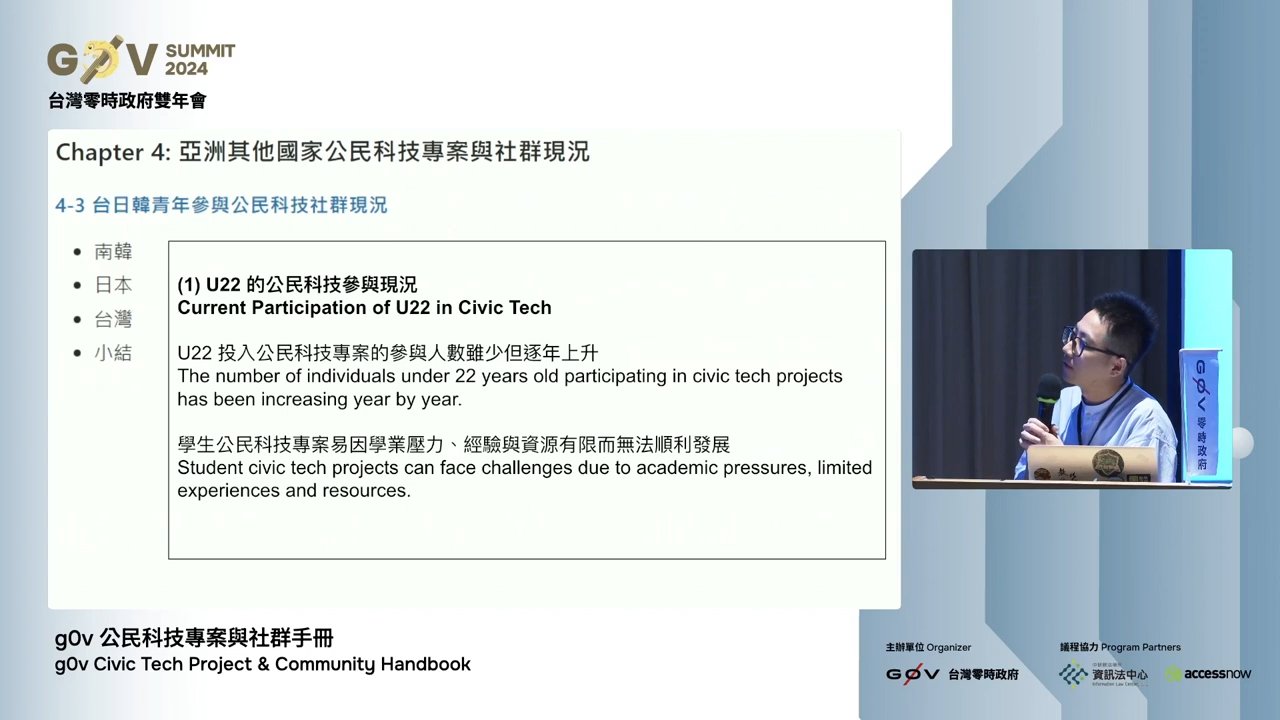 G0V SUMMIT 2024
台灣零時政府雙年會
Chapter 4: 亞洲其他國家公民科技專案與社群現況
4-3 台日韓青年參與公民科技社群現況
南韓
日本
台灣
小結
(1) U22 的公民科技參與現況
Current Participation of U22 in Civic Tech
U22 投入公民科技專案的參與人數雖少但逐年上升
The number of individuals under 22 years old participating in civic tech projects
has been increasing year by year.
學生公民科技專案易因學業壓力、經驗與資源有限而無法順利發展
Student civic tech projects can face challenges due to academic pressures, limited
experiences and resources.
G0V 零時政府
g0v 公民科技專案與社群手冊
g0v Civic Tech Project & Community Handbook
主辦單位 Organizer
G0V 台灣零時政府
議程協力 Program Partners
資訊法中心
Information Law Center
accessnow